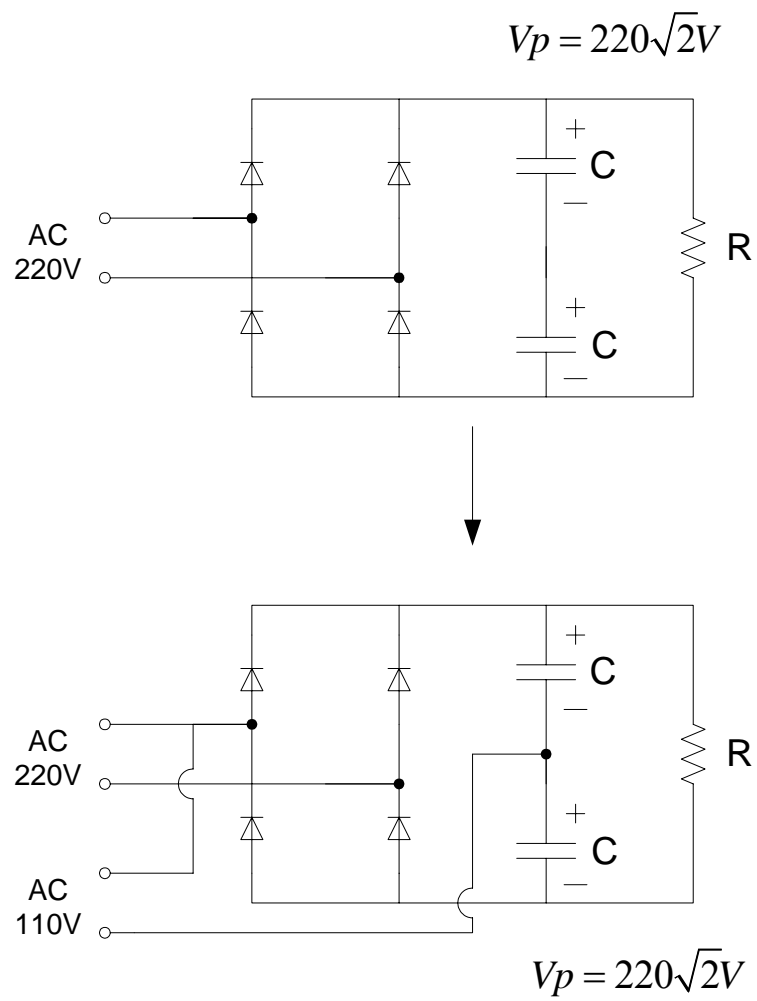 Vp = 220√2V
+
C
−
AC
220V
R
+
C
−
+
C
−
AC
220V
R
+
C
−
AC
110V
Vp = 220√2V